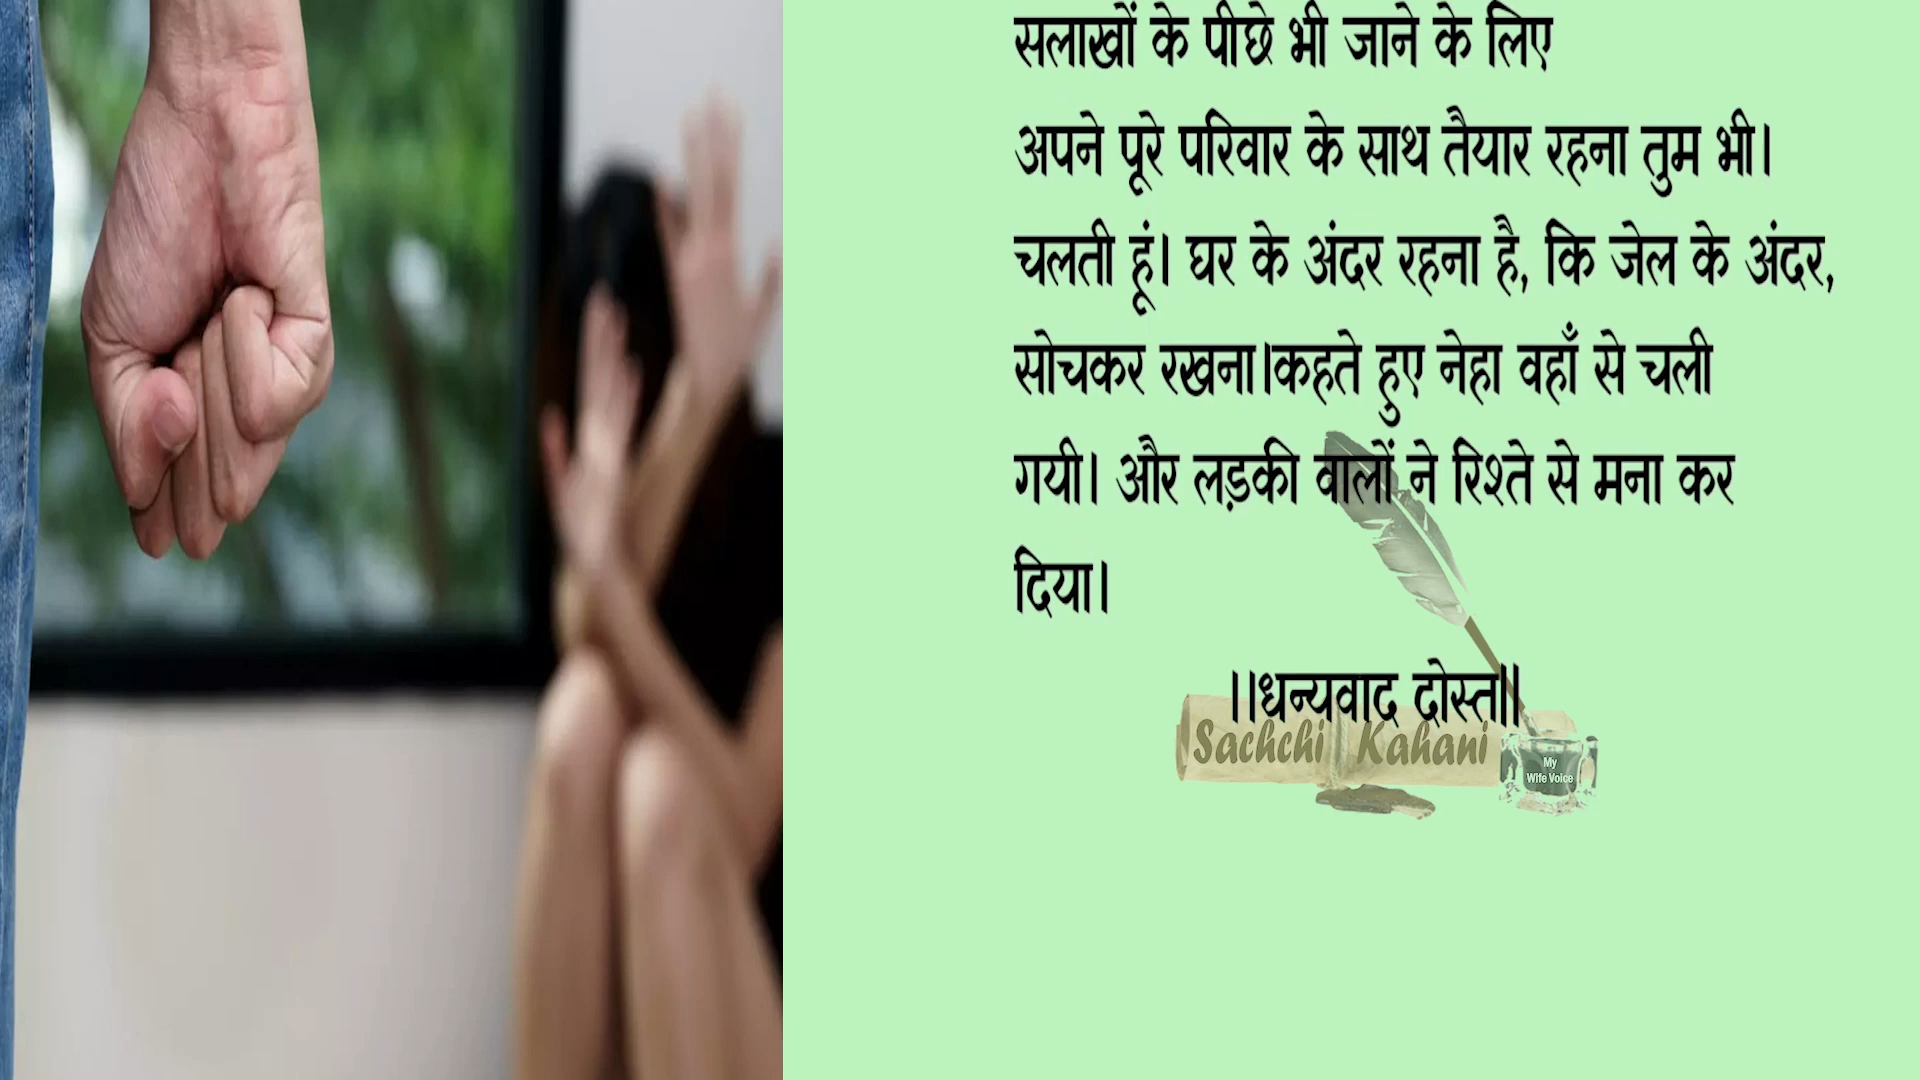 सलाखों के पीछे भी जाने के लिए
अपने पूरे परिवार के साथ तैयार रहना तुम भी।
चलती हूं। घर के अंदर रहना है, कि जेल के अंदर,
सोचकर रखना।कहते हुए नेहा वहाँ से चली
गयी। और लड़की वालों ने रिश्ते से मना कर
दिया।
।।धन्यवाद दोस्त॥
Sachchi Kahani
My
Wife Voice